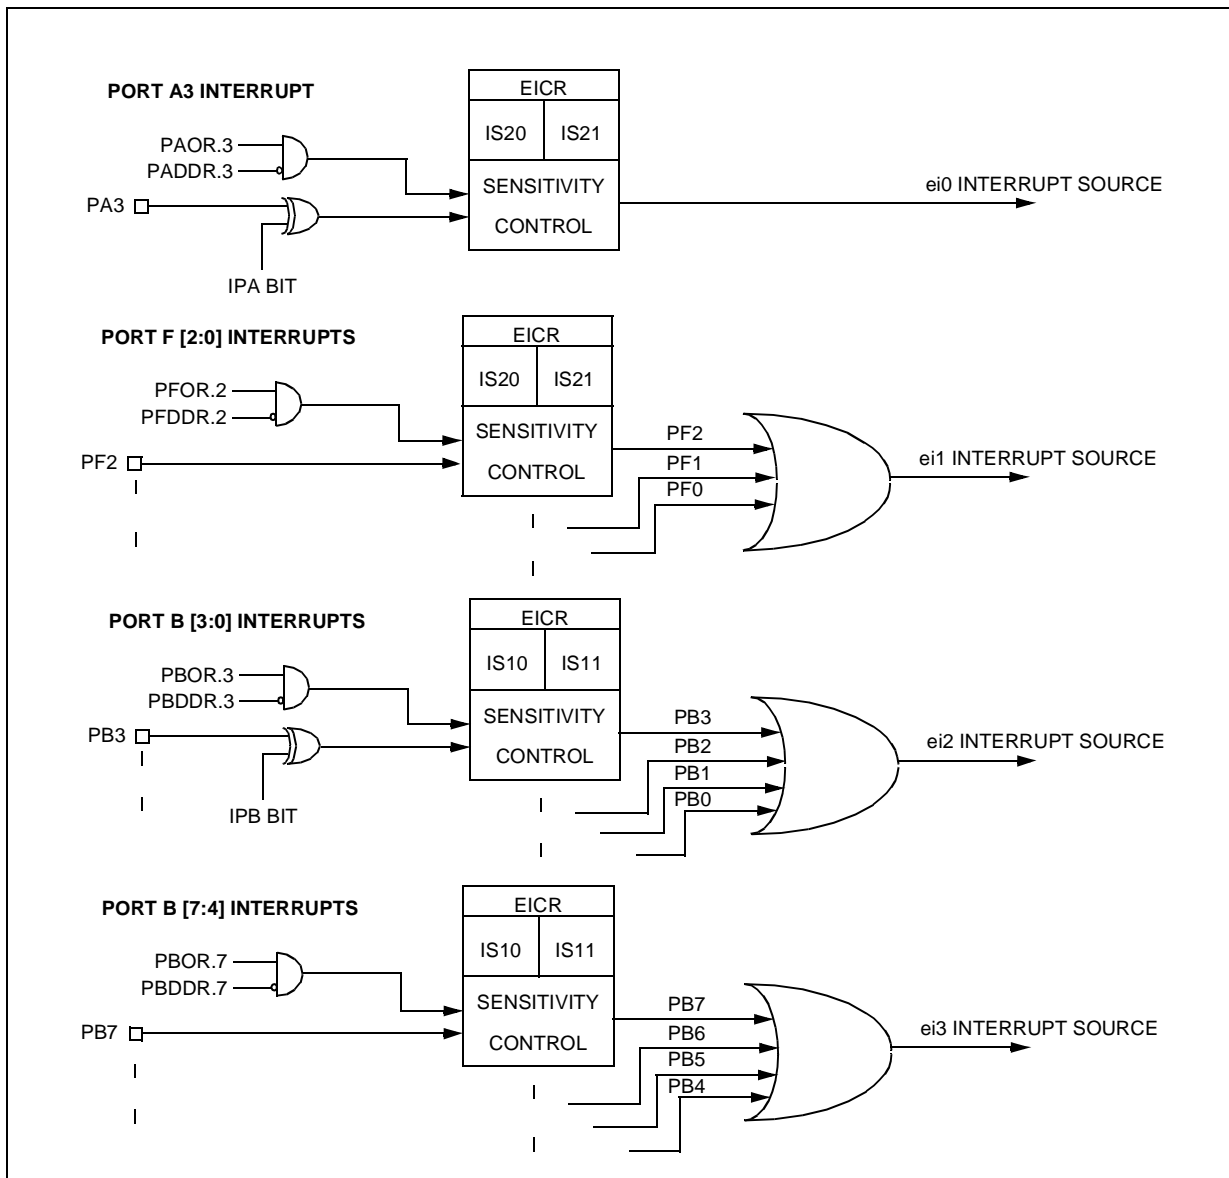 PORT A3 INTERRUPT
EICR
IS20 IS21
PAOR.3
PADDR.3
SENSITIVITY
CONTROL
PA3
IPA BIT
ei0 INTERRUPT SOURCE
PORT F [2:0] INTERRUPTS
EICR
IS20 IS21
PFOR.2
PFDDR.2
SENSITIVITY
CONTROL
PF2
PF2
PF1
PF0
ei1 INTERRUPT SOURCE
PORT B [3:0] INTERRUPTS
EICR
IS10 IS11
PBOR.3
PBDDR.3
SENSITIVITY
CONTROL
PB3
IPB BIT
PB3
PB2
PB1
PB0
ei2 INTERRUPT SOURCE
PORT B [7:4] INTERRUPTS
EICR
IS10 IS11
PBOR.7
PBDDR.7
SENSITIVITY
CONTROL
PB7
PB7
PB6
PB5
PB4
ei3 INTERRUPT SOURCE